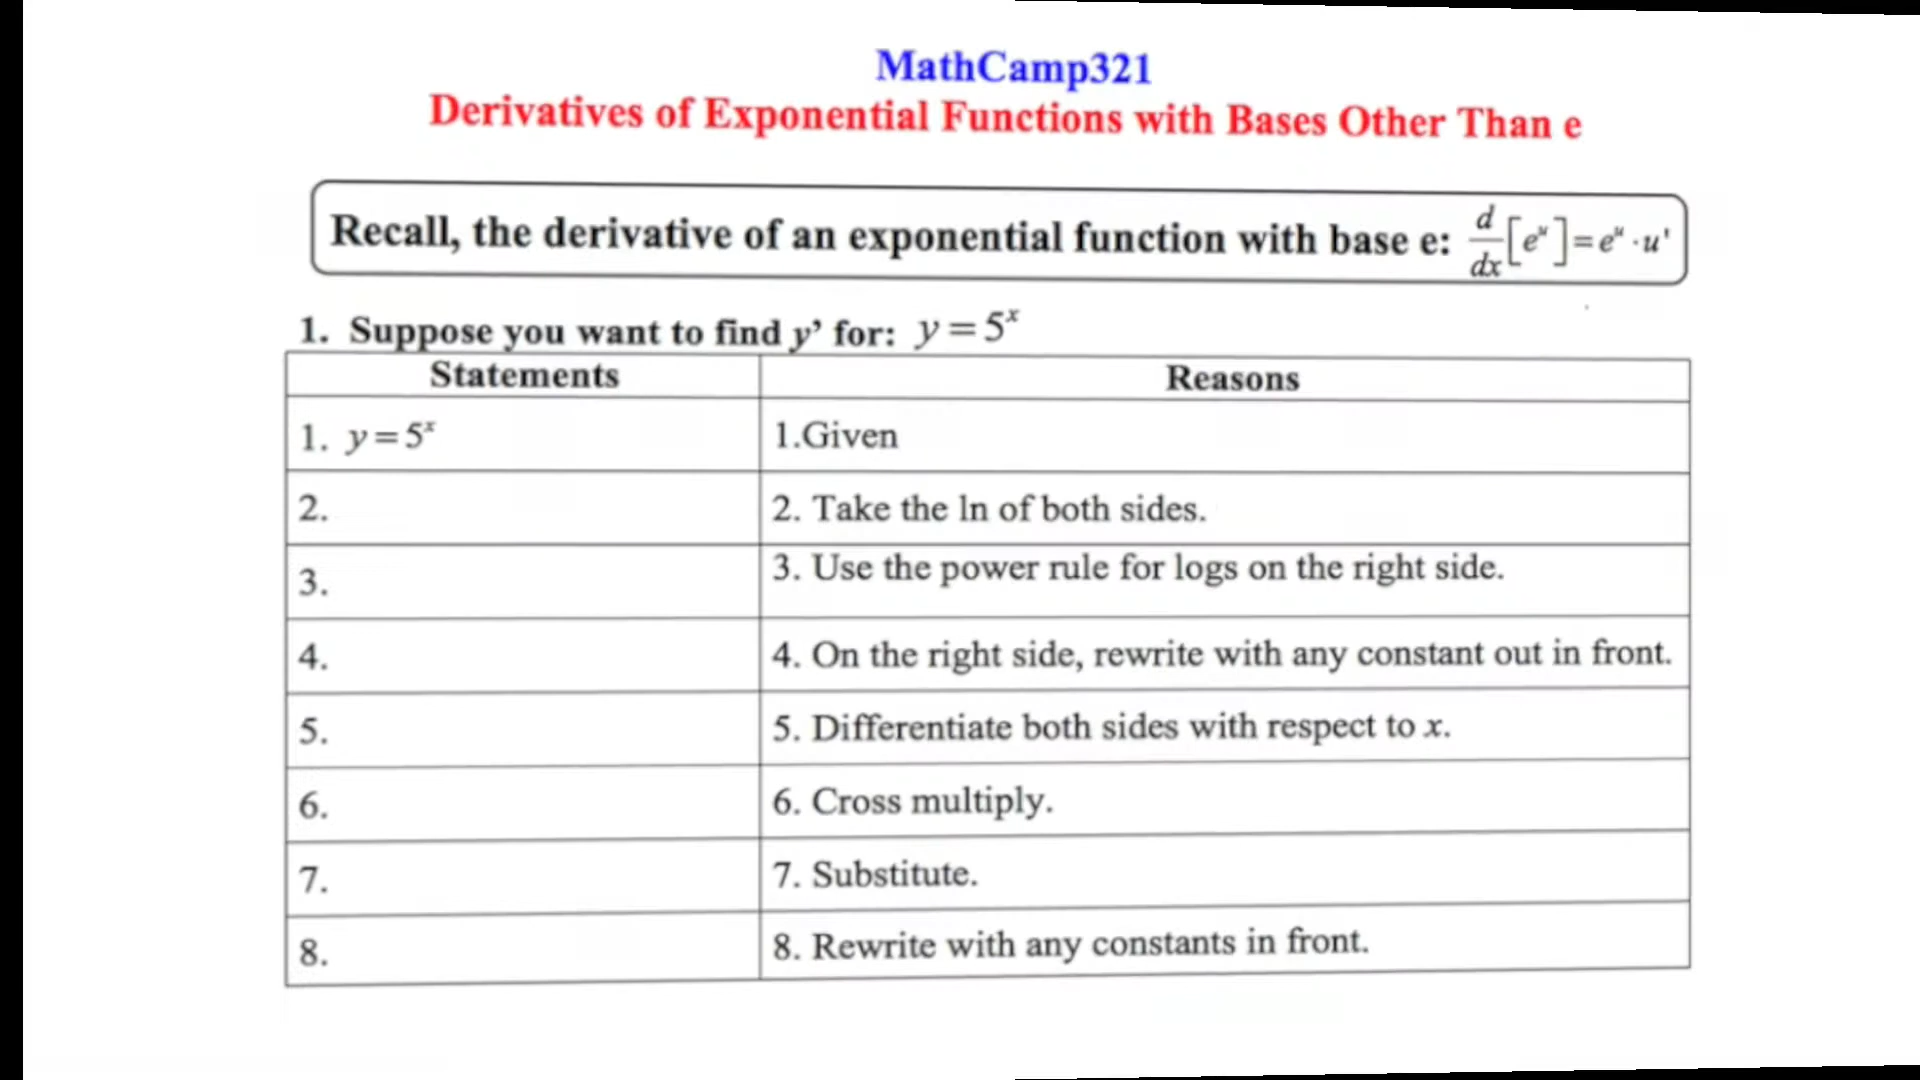 MathCamp321
Derivatives of Exponential Functions with Bases Other Than e
Recall, the derivative of an exponential function with base e: d/dx [e^u] = e^u · u'
1. Suppose you want to find y’ for: y = 5^x
Statements Reasons
1. y = 5^x 1.Given
2. 2. Take the ln of both sides.
3. 3. Use the power rule for logs on the right side.
4. 4. On the right side, rewrite with any constant out in front.
5. 5. Differentiate both sides with respect to x.
6. 6. Cross multiply.
7. 7. Substitute.
8. 8. Rewrite with any constants in front.